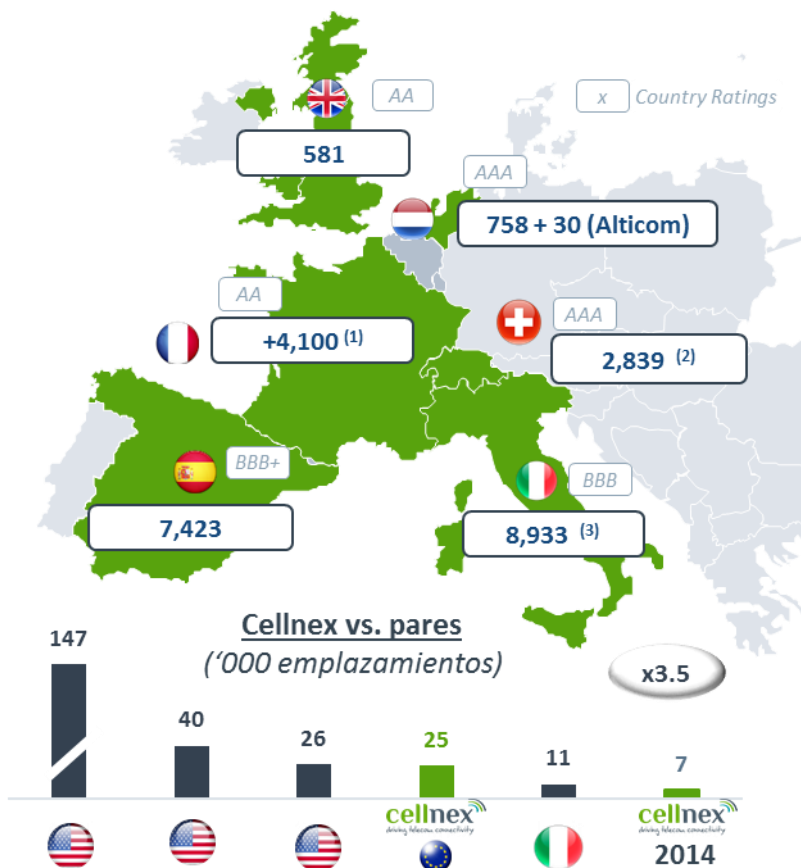 AA
x Country Ratings
581
AAA
758 + 30 (Alticom)
AA
AAA
+4,100 (1)
2,839 (2)
BBB+
BBB
7,423
8,933 (3)
Cellnex vs. pares
(‘000 emplazamientos)
x3.5
147
40
26
25
11
7
cellnex
driving telecom connectivity
cellnex
driving telecom connectivity
2014